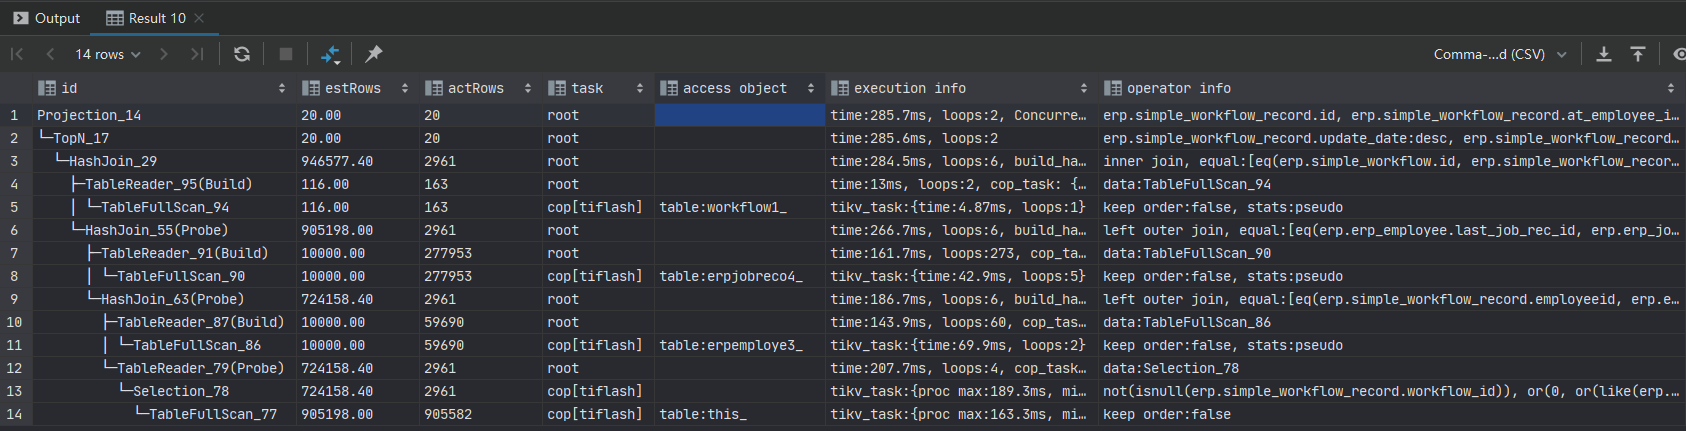 Output Result 10
14 rows Comma-...d (CSV)
id estRows actRows task access object execution info operator info
1 Projection_14 20.00 20 root time:285.7ms, loops:2, Concurre… erp.simple_workflow_record.id, erp.simple_workflow_record.at_employee_i…
2 └─TopN_17 20.00 20 root time:285.6ms, loops:2 erp.simple_workflow_record.update_date:desc, erp.simple_workflow_record…
3 └─HashJoin_29 946577.40 2961 root time:284.5ms, loops:6, build_ha… inner join, equal:[eq(erp.simple_workflow.id, erp.simple_workflow_recor…
4 ├─TableReader_95(Build) 116.00 163 root time:13ms, loops:2, cop_task: {… data:TableFullScan_94
5 │ └─TableFullScan_94 116.00 163 cop[tiflash] table:workflow1_ tikv_task:{time:4.87ms, loops:1} keep order:false, stats:pseudo
6 └─HashJoin_55(Probe) 905198.00 2961 root time:266.7ms, loops:6, build_ha… left outer join, equal:[eq(erp.erp_employee.last_job_rec_id, erp.erp_jo…
7 ├─TableReader_91(Build) 10000.00 277953 root time:161.7ms, loops:273, cop_ta… data:TableFullScan_90
8 │ └─TableFullScan_90 10000.00 277953 cop[tiflash] table:erpjobreco4_ tikv_task:{time:42.9ms, loops:5} keep order:false, stats:pseudo
9 └─HashJoin_63(Probe) 724158.40 2961 root time:186.7ms, loops:6, build_ha… left outer join, equal:[eq(erp.simple_workflow_record.employeeid, erp.e…
10 ├─TableReader_87(Build) 10000.00 59690 root time:143.9ms, loops:60, cop_tas… data:TableFullScan_86
11 │ └─TableFullScan_86 10000.00 59690 cop[tiflash] table:erpemploye3_ tikv_task:{time:69.9ms, loops:2} keep order:false, stats:pseudo
12 └─TableReader_79(Probe) 724158.40 2961 root time:207.7ms, loops:4, cop_task… data:Selection_78
13 └─Selection_78 724158.40 2961 cop[tiflash] tikv_task:{proc max:189.3ms, mi… not(isnull(erp.simple_workflow_record.workflow_id)), or(0, or(like(erp.…
14 └─TableFullScan_77 905198.00 905582 cop[tiflash] table:this_ tikv_task:{proc max:163.3ms, mi… keep order:false